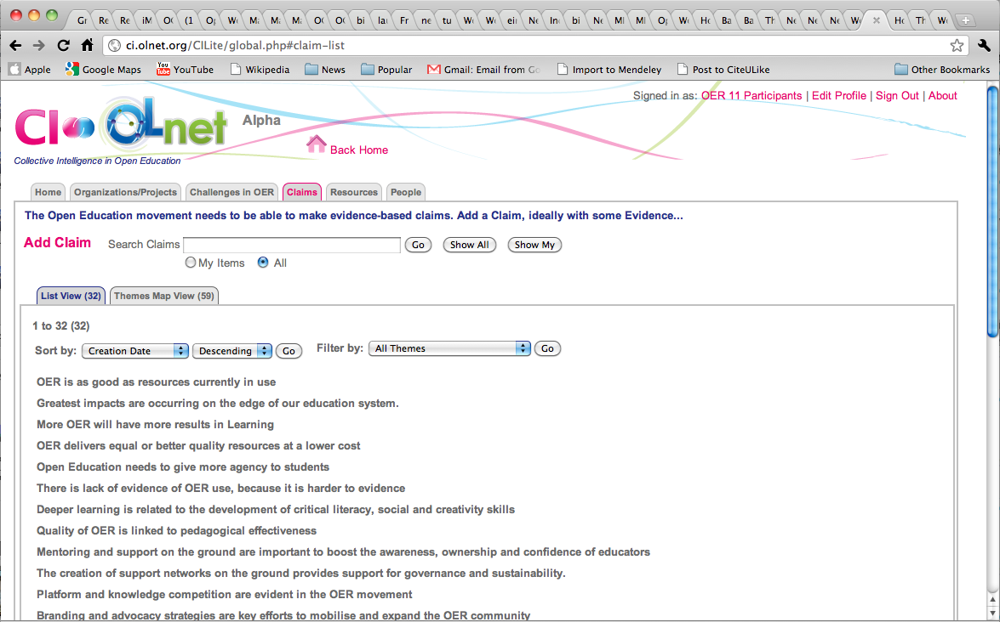 Gr Re Re iM O( (1 O W M M M O( O( bi la Fr ne tu W W ei Ne In bi Ne M M O W H Ba Ba Th Ne Ne Ne W H Th W
ci.olnet.org/CILite/global.php#claim-list
Apple Google Maps YouTube Wikipedia News Popular Gmail: Email from Go Import to Mendeley Post to CiteULike Other Bookmarks
Signed in as: OER 11 Participants | Edit Profile | Sign Out | About
CI OLnet Alpha
Back Home
Collective Intelligence in Open Education
Home Organizations/Projects Challenges in OER Claims Resources People
The Open Education movement needs to be able to make evidence-based claims. Add a Claim, ideally with some Evidence...
Add Claim Search Claims Go Show All Show My
My Items All
List View (32) Themes Map View (59)
1 to 32 (32)
Sort by: Creation Date Descending Go Filter by: All Themes Go
OER is as good as resources currently in use
Greatest impacts are occurring on the edge of our education system.
More OER will have more results in Learning
OER delivers equal or better quality resources at a lower cost
Open Education needs to give more agency to students
There is lack of evidence of OER use, because it is harder to evidence
Deeper learning is related to the development of critical literacy, social and creativity skills
Quality of OER is linked to pedagogical effectiveness
Mentoring and support on the ground are important to boost the awareness, ownership and confidence of educators
The creation of support networks on the ground provides support for governance and sustainability.
Platform and knowledge competition are evident in the OER movement
Branding and advocacy strategies are key efforts to mobilise and expand the OER community